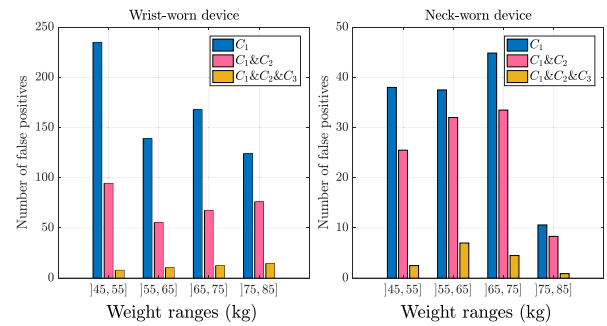 Wrist-worn device
Number of false positives
250
200
150
100
50
0
C₁
C₁&C₂
C₁&C₂&C₃
]45, 55]
]55, 65]
]65, 75]
]75, 85]
Weight ranges (kg)
Neck-worn device
Number of false positives
50
40
30
20
10
0
C₁
C₁&C₂
C₁&C₂&C₃
]45, 55]
]55, 65]
]65, 75]
]75, 85]
Weight ranges (kg)